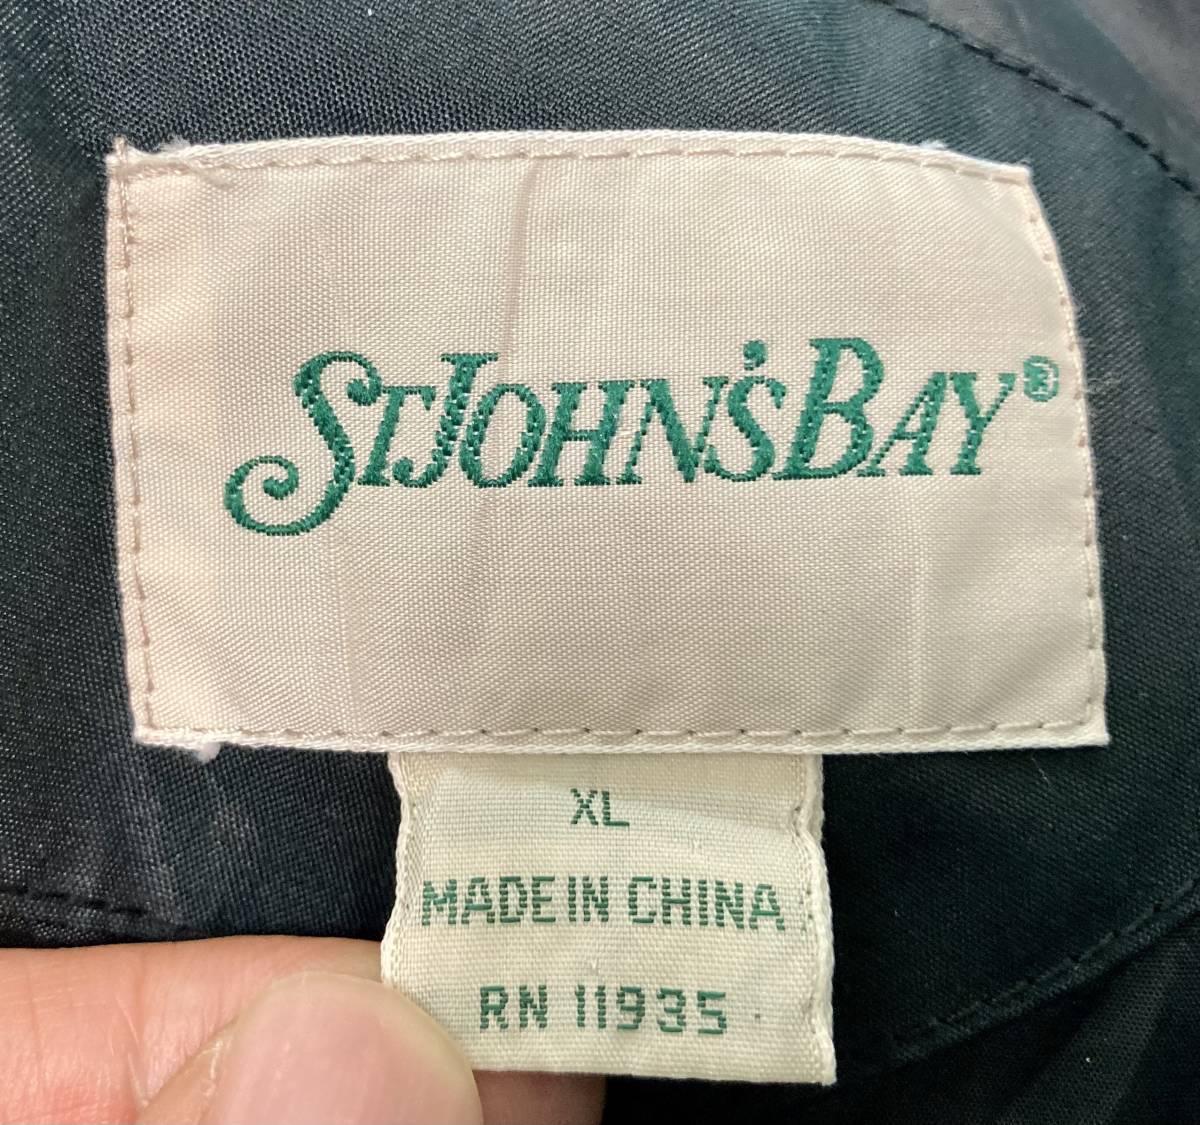 ST JOHN'S BAY®
XL
MADE IN CHINA
RN 11935